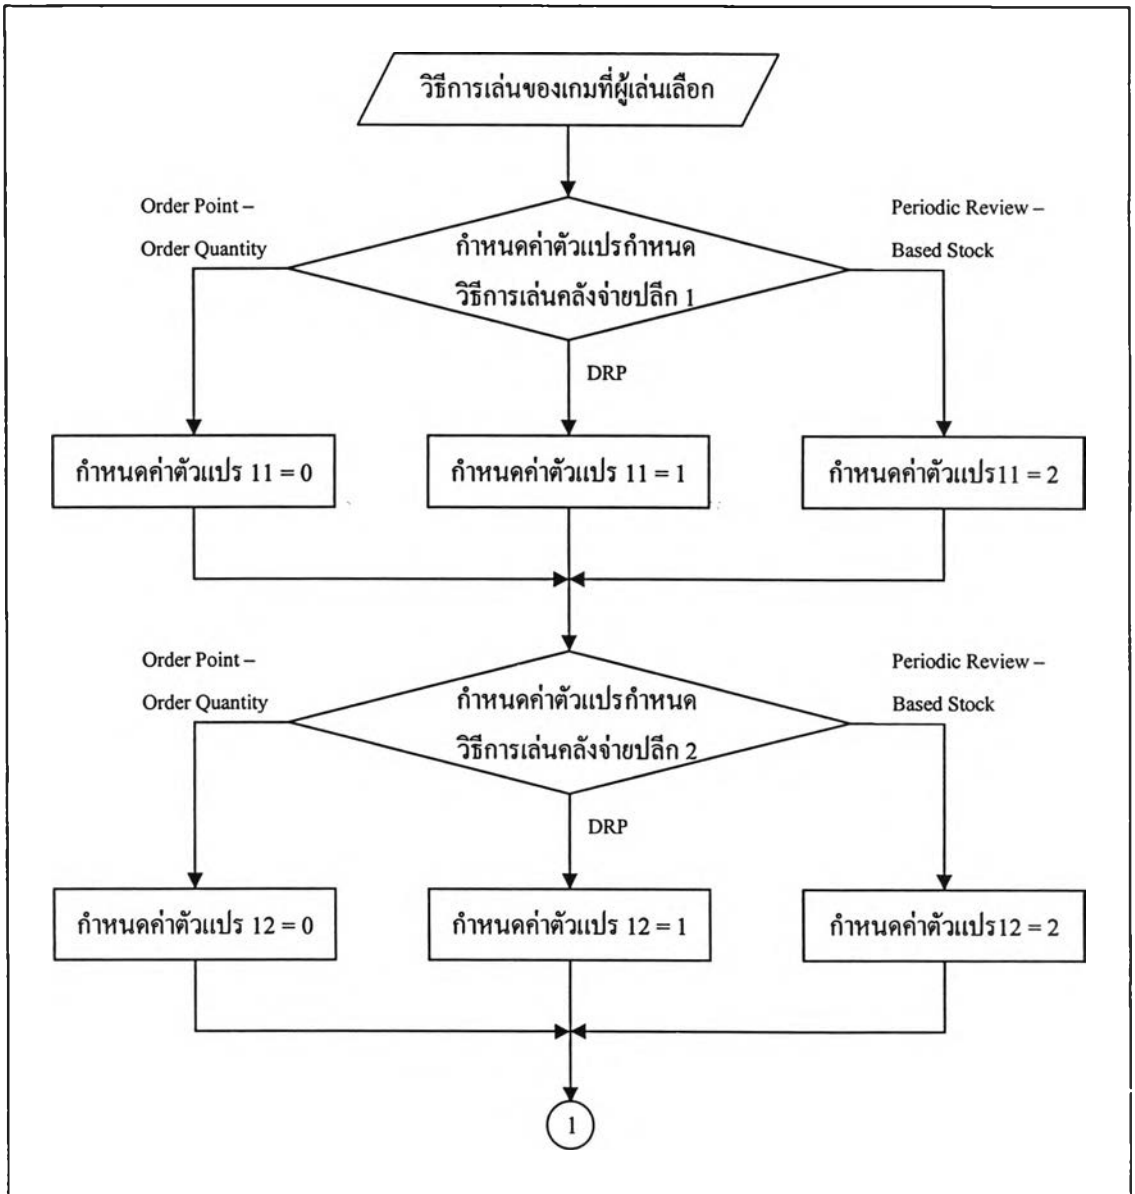 วิธีการเล่นของเกมที่ผู้เล่นเลือก
Order Point –
Order Quantity
Periodic Review –
Based Stock
กำหนดค่าตัวแปรกำหนด
วิธีการเล่นคลังจ่ายปลีก 1
DRP
กำหนดค่าตัวแปร 11 = 0
กำหนดค่าตัวแปร 11 = 1
กำหนดค่าตัวแปร11 = 2
Order Point –
Order Quantity
Periodic Review –
Based Stock
กำหนดค่าตัวแปรกำหนด
วิธีการเล่นคลังจ่ายปลีก 2
DRP
กำหนดค่าตัวแปร 12 = 0
กำหนดค่าตัวแปร 12 = 1
กำหนดค่าตัวแปร12 = 2
1